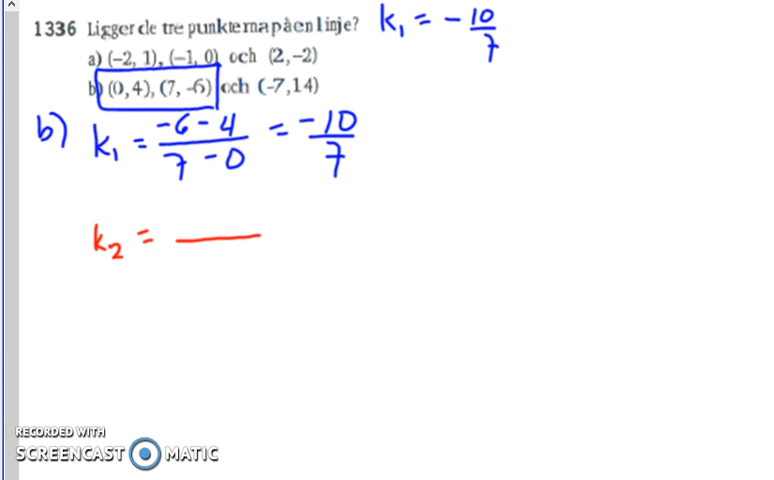 1336 Ligger de tre punkterna på en linje?
k₁ = -10/7
a) (-2, 1), (-1, 0) och (2, -2)
b) (0, 4), (7, -6) och (-7, 14)
b) k₁ = -6-4/7-0 = -10/7
k₂ = 
RECORDED WITH
SCREENCAST MATIC